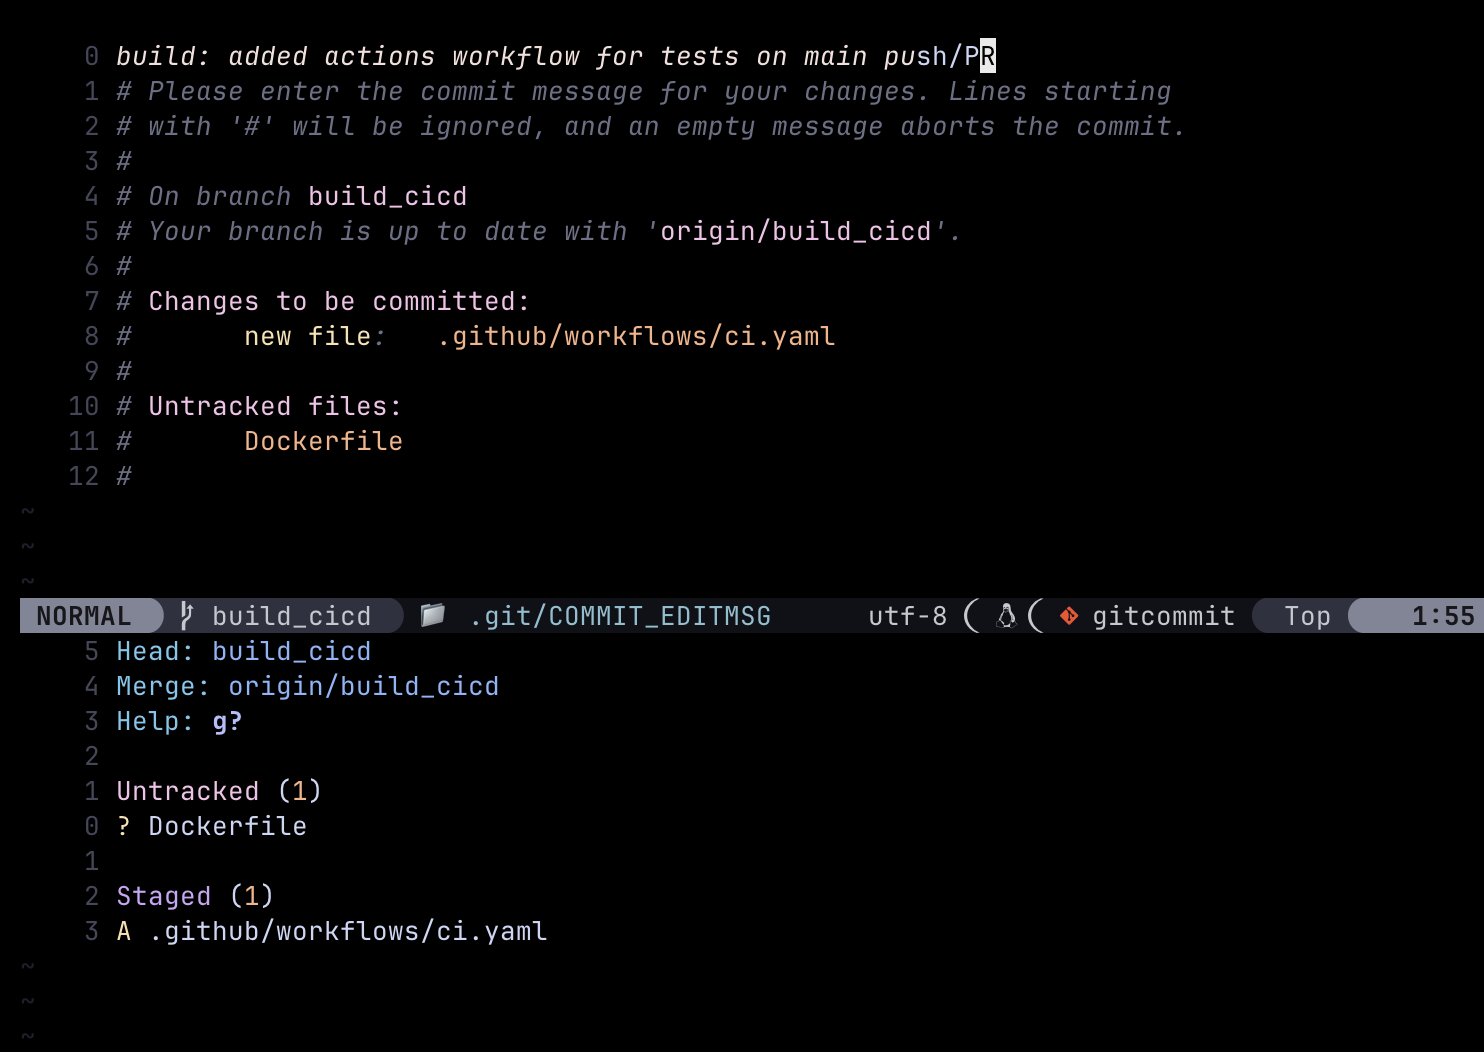 0 build: added actions workflow for tests on main push/PR
1 # Please enter the commit message for your changes. Lines starting
2 # with '#' will be ignored, and an empty message aborts the commit.
3 #
4 # On branch build_cicd
5 # Your branch is up to date with 'origin/build_cicd'.
6 #
7 # Changes to be committed:
8 #       new file:   .github/workflows/ci.yaml
9 #
10 # Untracked files:
11 #       Dockerfile
12 #
~
~
~
NORMAL build_cicd .git/COMMIT_EDITMSG utf-8 gitcommit Top 1:55
5 Head: build_cicd
4 Merge: origin/build_cicd
3 Help: g?
2
1 Untracked (1)
0 ? Dockerfile
1
2 Staged (1)
3 A .github/workflows/ci.yaml
~
~
~